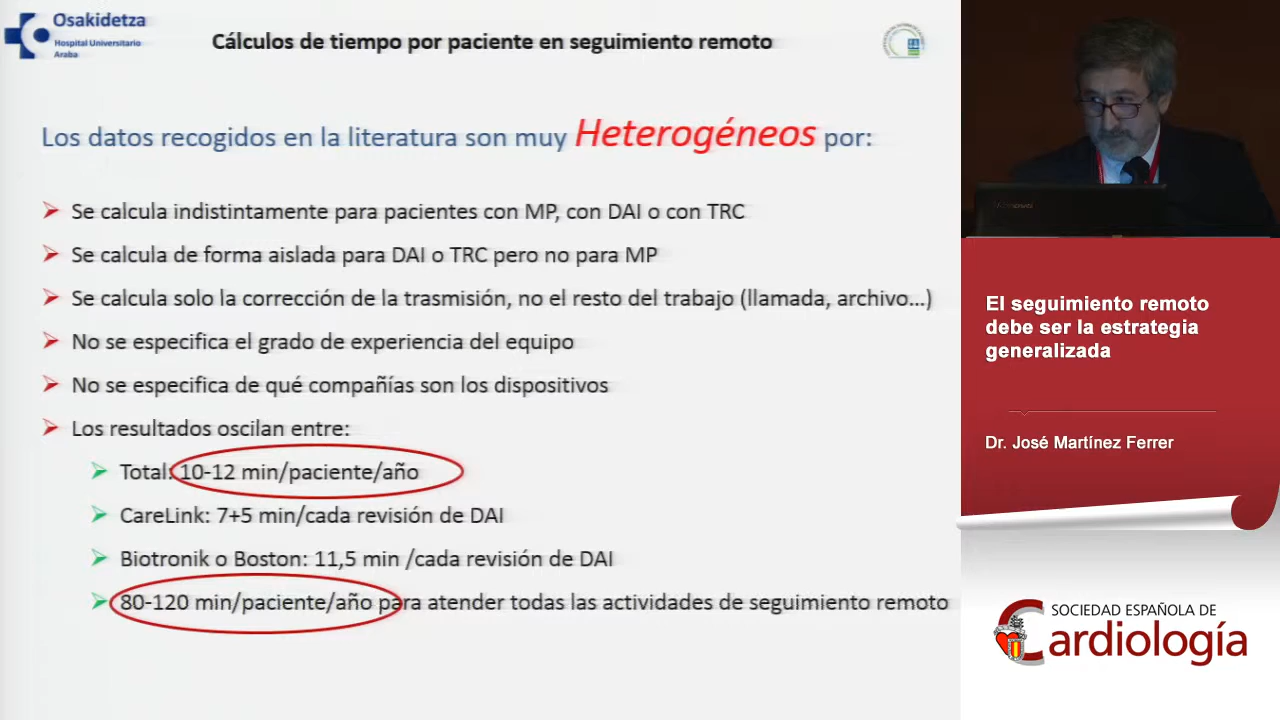 Osakidetza
Hospital Universitario
Araba
Cálculos de tiempo por paciente en seguimiento remoto
Los datos recogidos en la literatura son muy Heterogéneos por:
Se calcula indistintamente para pacientes con MP, con DAI o con TRC
Se calcula de forma aislada para DAI o TRC pero no para MP
Se calcula solo la corrección de la trasmisión, no el resto del trabajo (llamada, archivo...)
No se especifica el grado de experiencia del equipo
No se especifica de qué compañías son los dispositivos
Los resultados oscilan entre:
Total: 10-12 min/paciente/año
CareLink: 7+5 min/cada revisión de DAI
Biotronik o Boston: 11,5 min /cada revisión de DAI
80-120 min/paciente/año para atender todas las actividades de seguimiento remoto
El seguimiento remoto
debe ser la estrategia
generalizada
Dr. José Martínez Ferrer
SOCIEDAD ESPAÑOLA DE
Cardiología